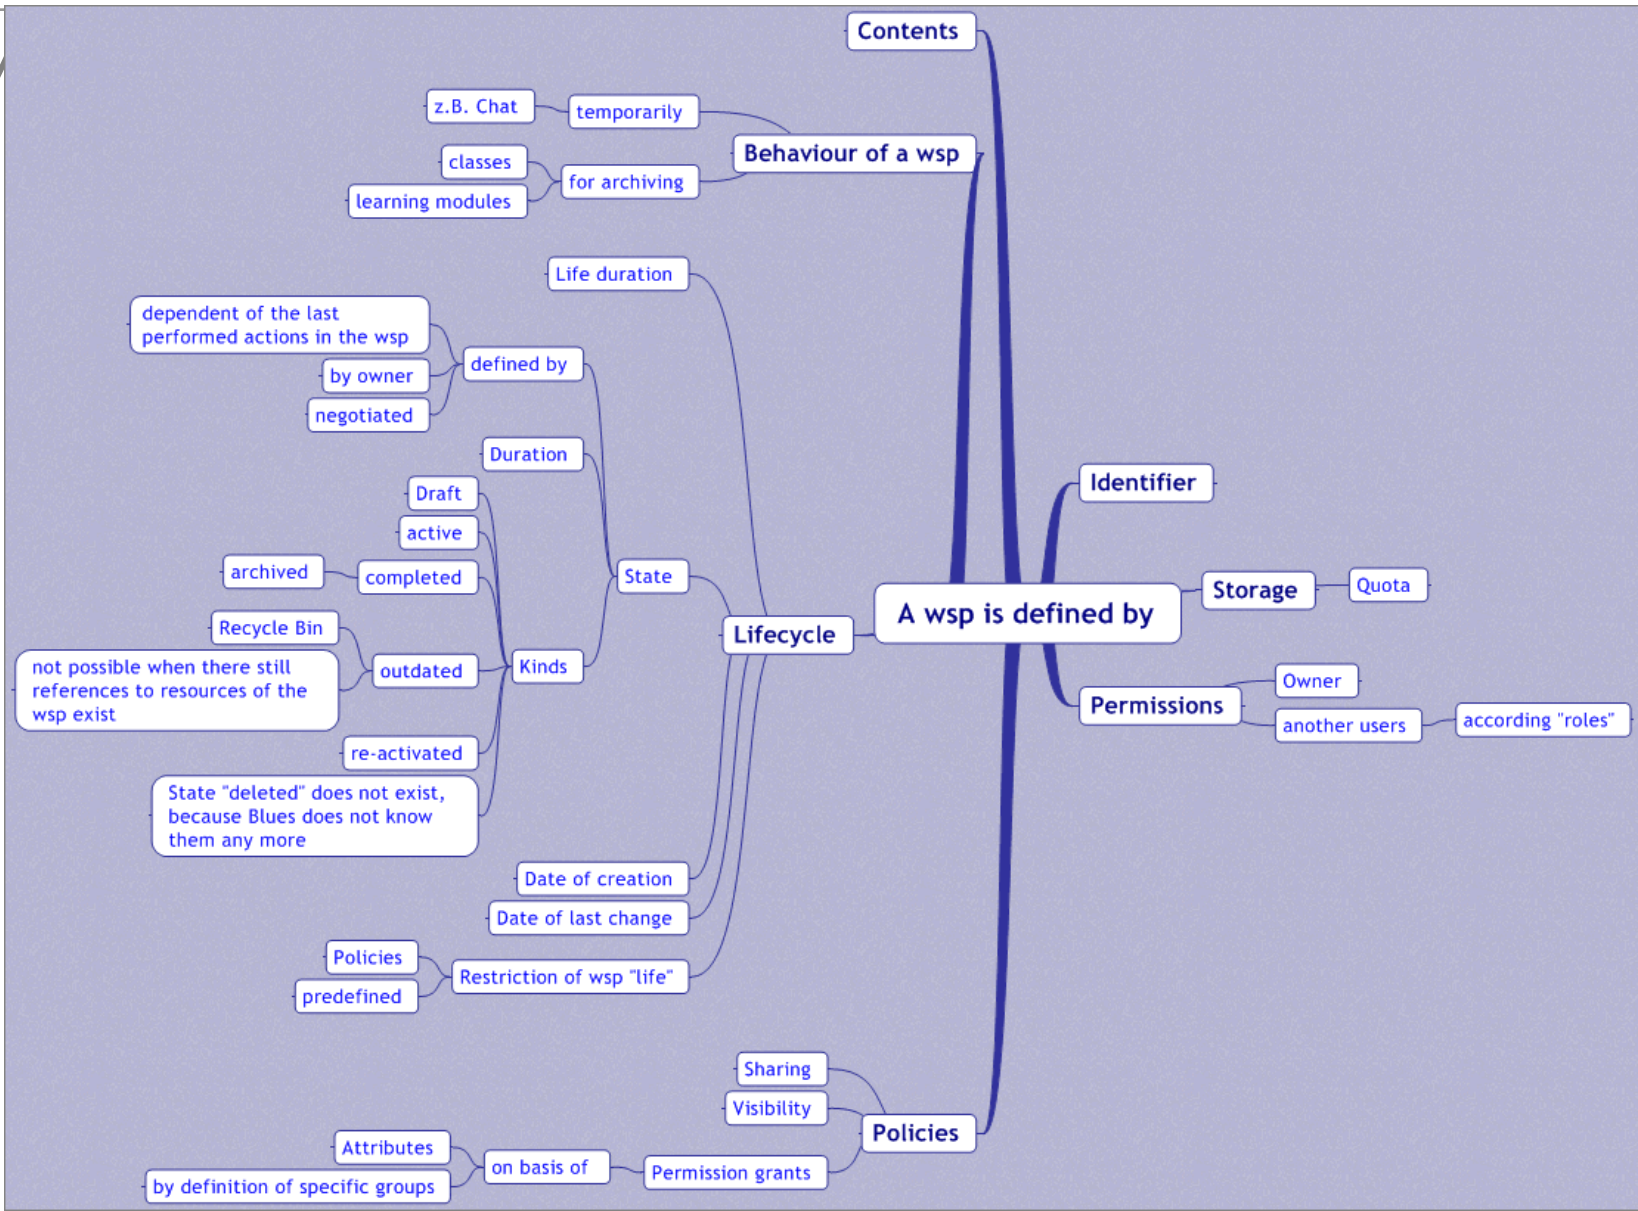 Contents
z.B. Chat
temporarily
Behaviour of a wsp
classes
for archiving
learning modules
Life duration
dependent of the last
performed actions in the wsp
defined by
by owner
negotiated
Duration
Draft
active
archived
completed
State
Recycle Bin
not possible when there still
references to resources of the
wsp exist
outdated
Kinds
re-activated
State "deleted" does not exist,
because Blues does not know
them any more
Lifecycle
A wsp is defined by
Identifier
Storage
Quota
Permissions
Owner
another users
according "roles"
Date of creation
Date of last change
Policies
predefined
Restriction of wsp "life"
Sharing
Visibility
Policies
Attributes
on basis of
Permission grants
by definition of specific groups